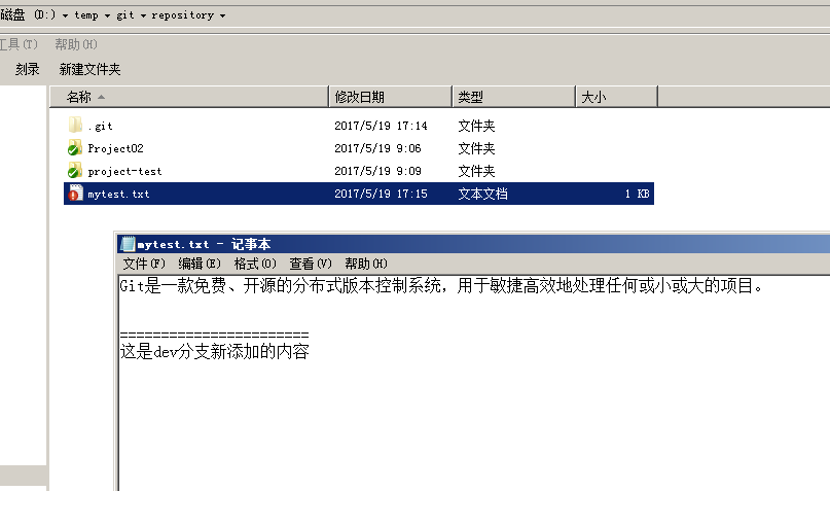 磁盘 (D:) ▾ temp ▾ git ▾ repository ▾
工具(T) 帮助(H)
刻录 新建文件夹
名称 修改日期 类型 大小
.git 2017/5/19 17:14 文件夹
Project02 2017/5/19 9:06 文件夹
project-test 2017/5/19 9:09 文件夹
mytest.txt 2017/5/19 17:15 文本文档 1 KB
mytest.txt - 记事本
文件(F) 编辑(E) 格式(O) 查看(V) 帮助(H)
Git是一款免费、开源的分布式版本控制系统，用于敏捷高效地处理任何或小或大的项目。
=======================
这是dev分支新添加的内容